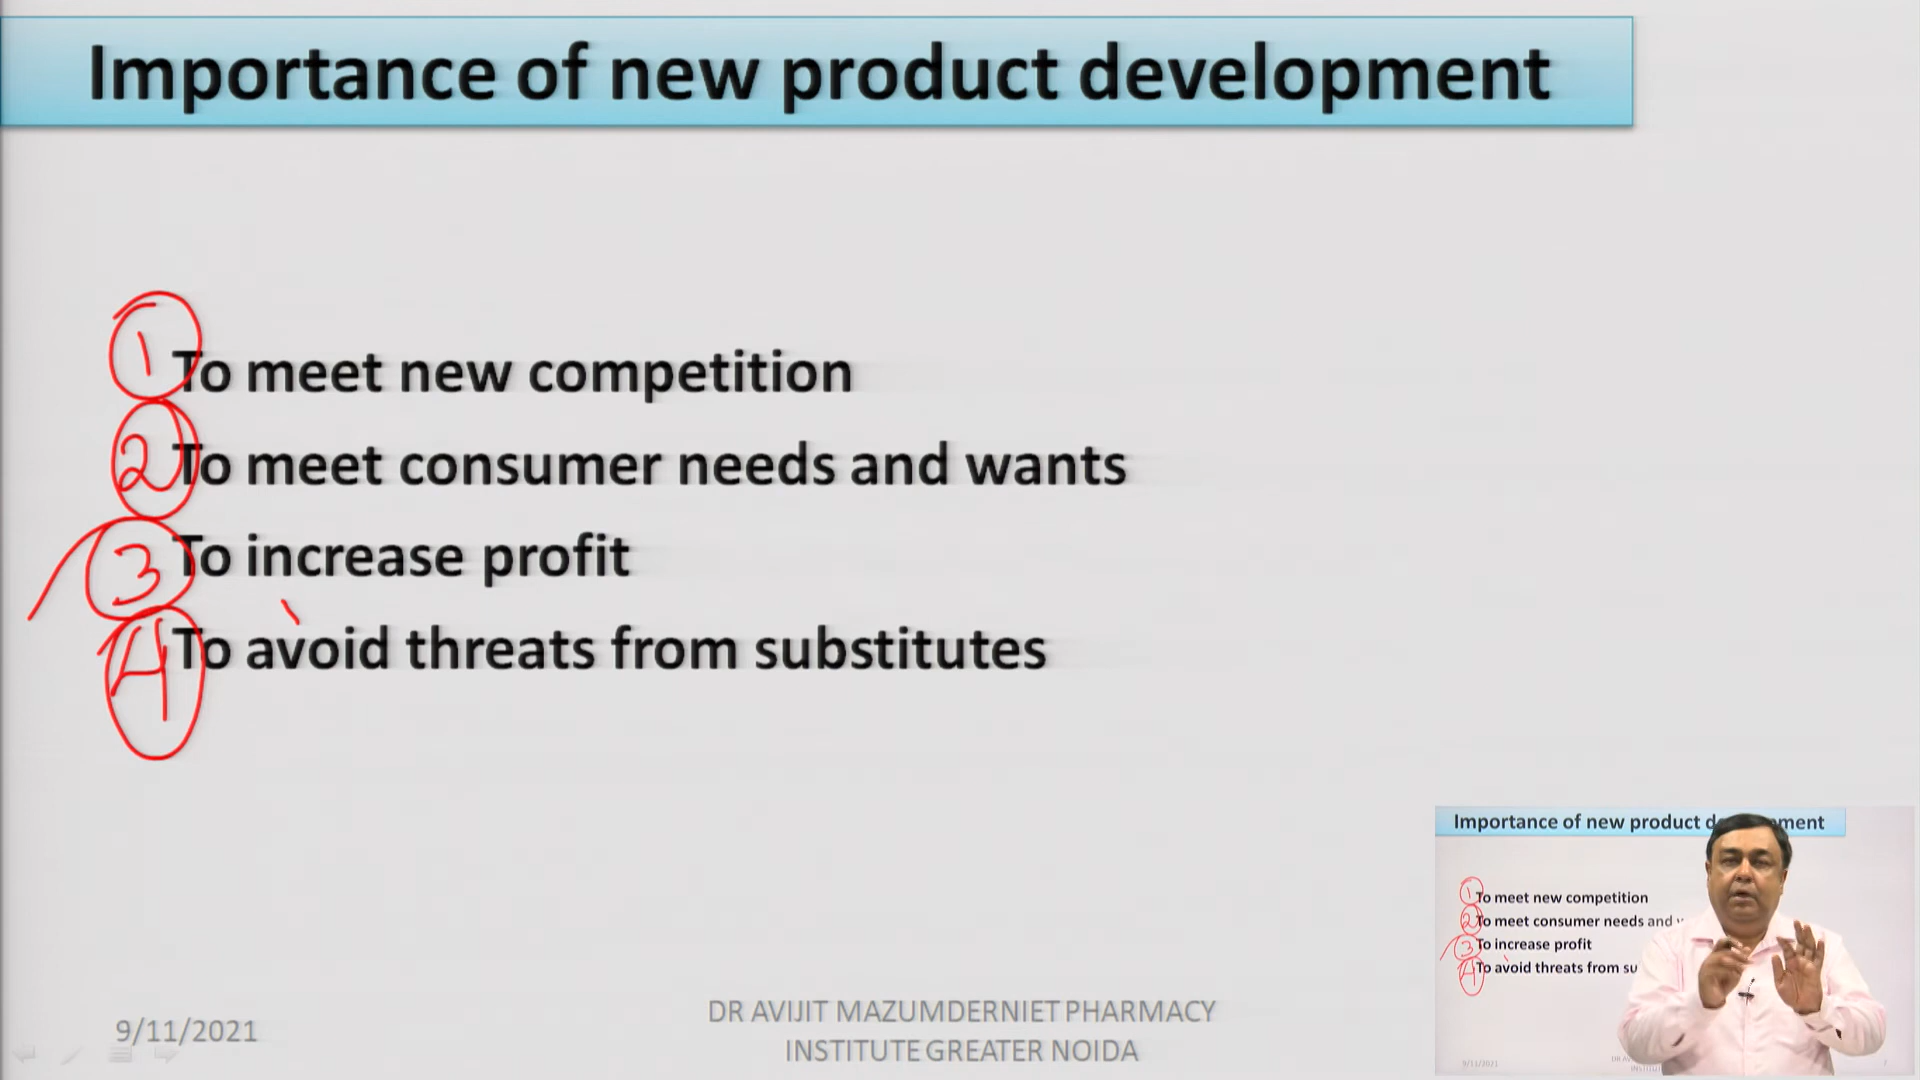 Importance of new product development
1 To meet new competition
2 To meet consumer needs and wants
3 To increase profit
4 To avoid threats from substitutes
9/11/2021
DR AVIJIT MAZUMDERNIET PHARMACY
INSTITUTE GREATER NOIDA
Importance of new product ment
1 To meet new competition
2 To meet consumer needs and
3 To increase profit
4 To avoid threats from su
9/11/2021